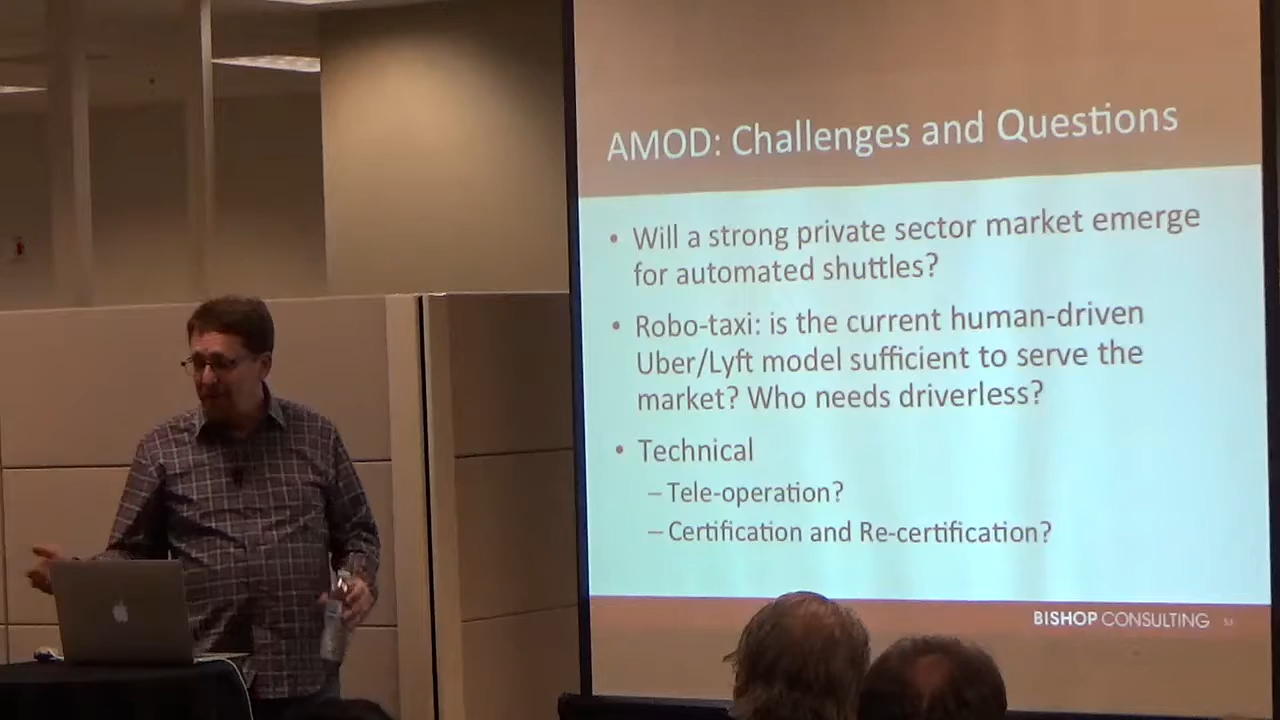 AMOD: Challenges and Questions
• Will a strong private sector market emerge
for automated shuttles?
• Robo-taxi: is the current human-driven
Uber/Lyft model sufficient to serve the
market? Who needs driverless?
• Technical
– Tele-operation?
– Certification and Re-certification?
BISHOP CONSULTING